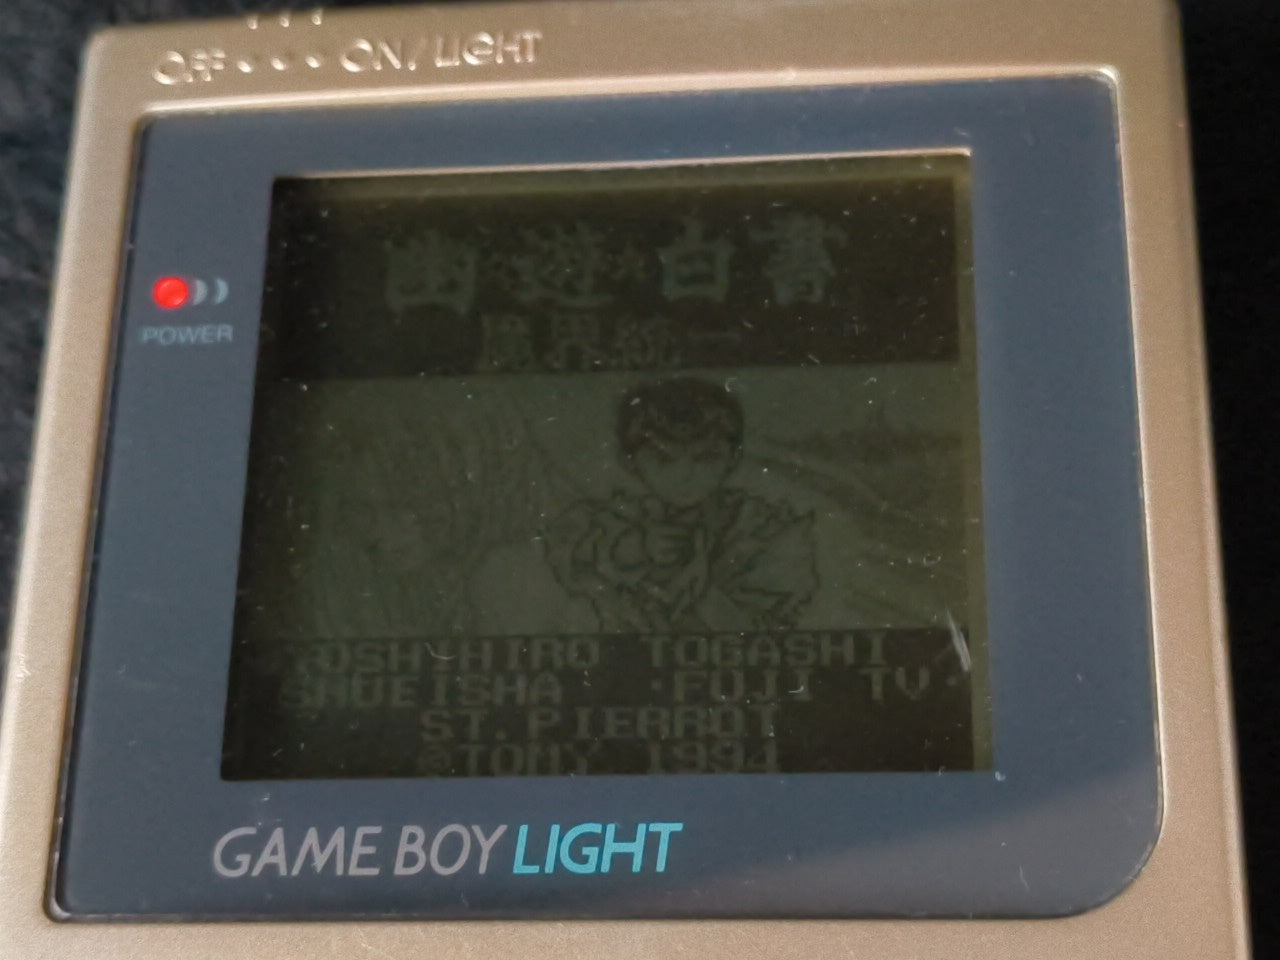 OFF ON/LIGHT
POWER
幽☆遊☆白書
魔界統一
YOSHIHIRO TOGASHI
SHUEISHA ·FUJI TV·
ST.PIERROT
©TOMY 1994
GAME BOY LIGHT